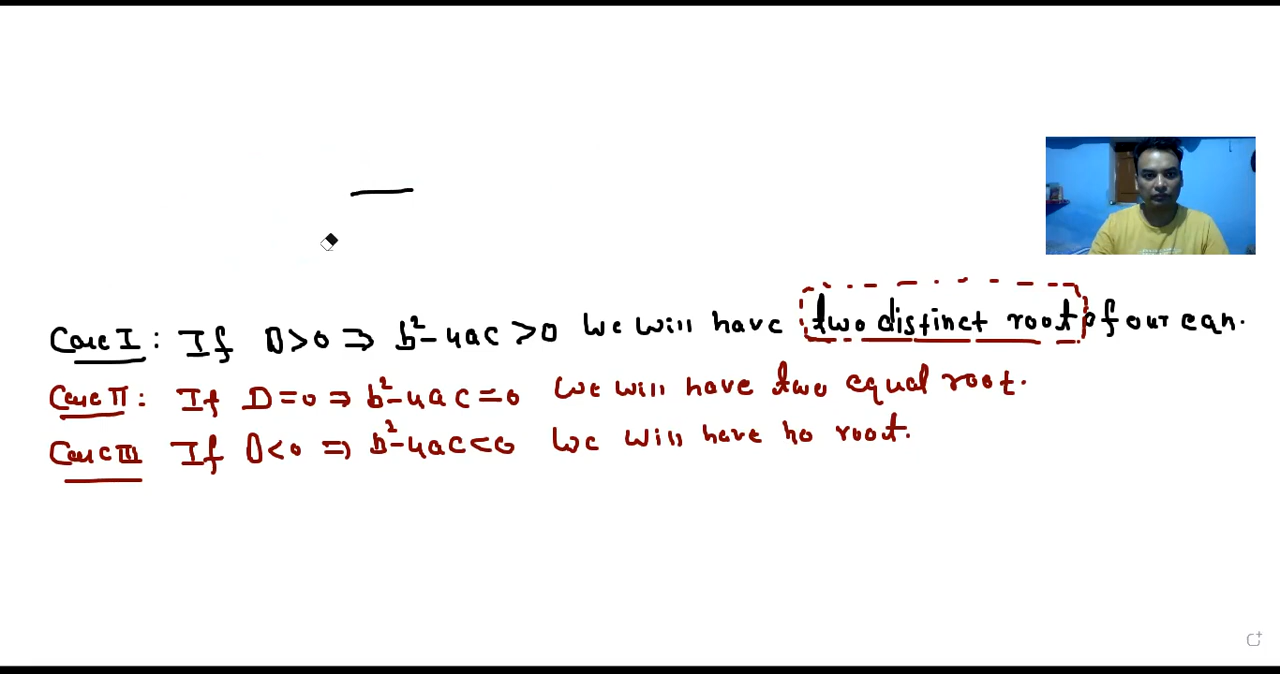 Case I : If D>0 ⇒ b²-4ac >0 We will have two distinct root of our eqn.
Case II : If D=0 ⇒ b²-4ac=0 We will have two equal root.
Case III If D<0 ⇒ b²-4ac<0 We will have no root.